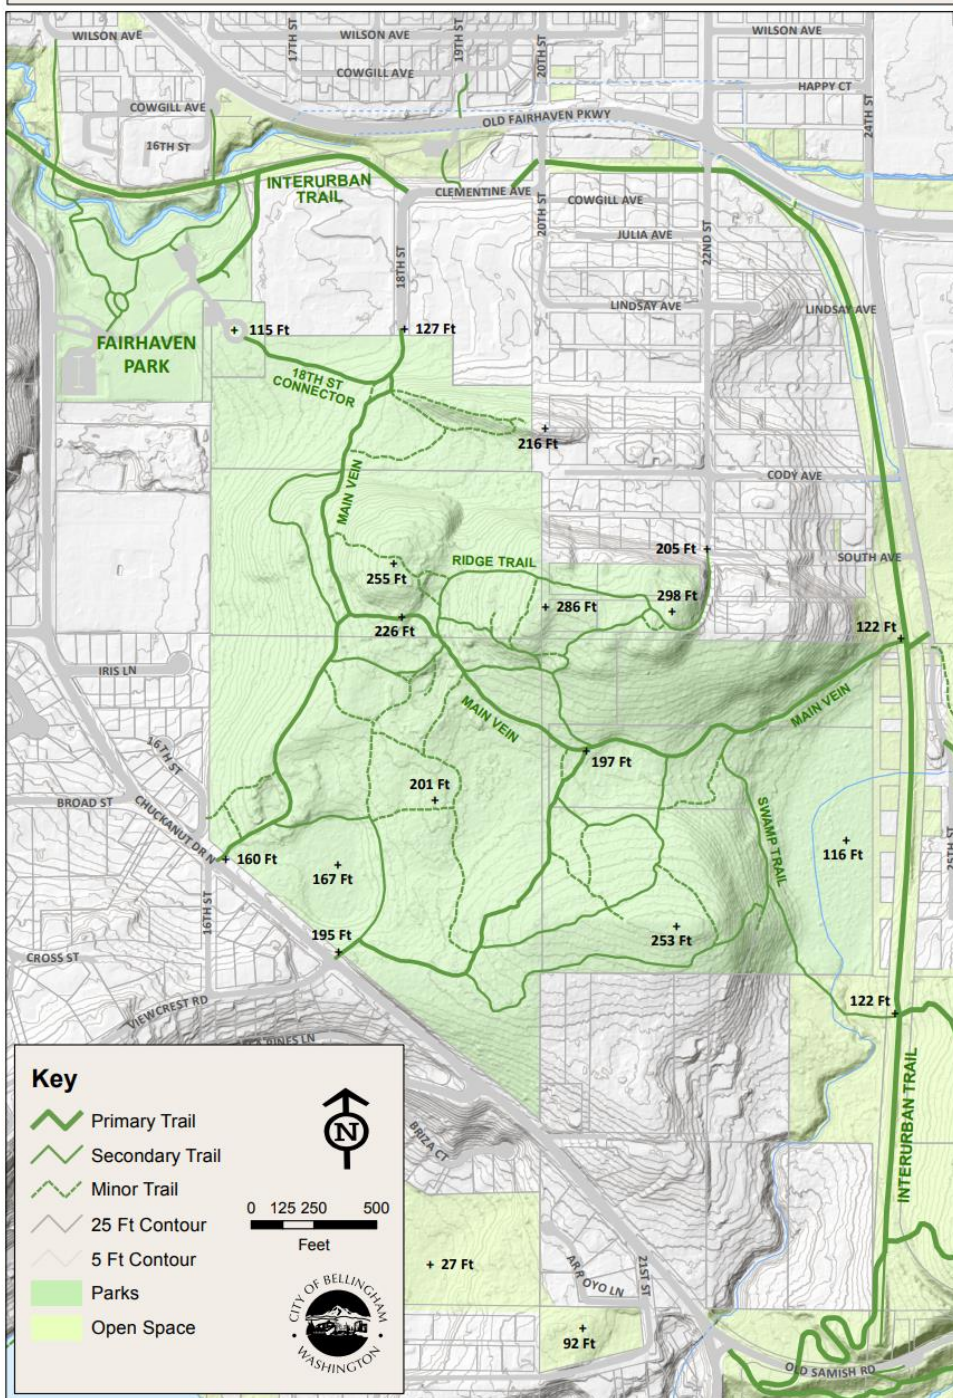 WILSON AVE
17TH ST
WILSON AVE
19TH ST
20TH ST
WILSON AVE
COWGILL AVE
HAPPY CT
COWGILL AVE
OLD FAIRHAVEN PKWY
24TH ST
16TH ST
INTERURBAN
TRAIL
CLEMENTINE AVE
COWGILL AVE
20TH ST
JULIA AVE
22ND ST
18TH ST
LINDSAY AVE
LINDSAY AVE
115 Ft
127 Ft
FAIRHAVEN
PARK
18TH ST
CONNECTOR
216 Ft
MAIN VEIN
CODY AVE
205 Ft
SOUTH AVE
RIDGE TRAIL
255 Ft
298 Ft
286 Ft
226 Ft
122 Ft
IRIS LN
MAIN VEIN
MAIN VEIN
16TH ST
197 Ft
201 Ft
BROAD ST
CHUCKANUT DR N
SWAMP TRAIL
116 Ft
25TH ST
160 Ft
167 Ft
16TH ST
195 Ft
253 Ft
CROSS ST
VIEWCREST RD
122 Ft
PINES LN
INTERURBAN TRAIL
BRIZA CT
27 Ft
ARROYO LN
21ST ST
92 Ft
OLD SAMISH RD
Key
Primary Trail
Secondary Trail
Minor Trail
25 Ft Contour
5 Ft Contour
Parks
Open Space
N
0 125 250 500
Feet
CITY OF BELLINGHAM
WASHINGTON